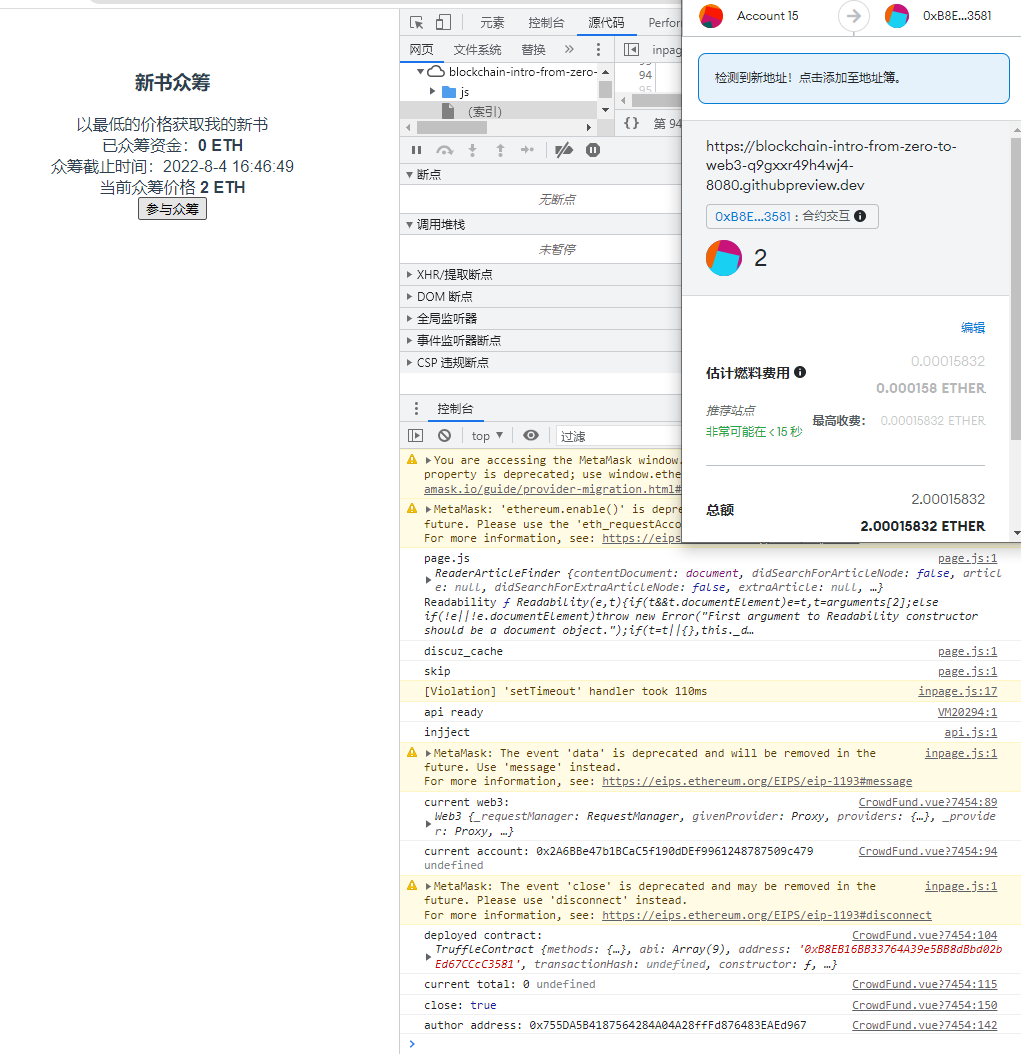 新书众筹
以最低的价格获取我的新书
已众筹资金：0 ETH
众筹截止时间：2022-8-4 16:46:49
当前众筹价格 2 ETH
参与众筹
元素 控制台 源代码 Perform
网页 文件系统 替换 » inpag
blockchain-intro-from-zero-
js
（索引）
94
95
{} 第 94
断点
无断点
调用堆栈
未暂停
XHR/提取断点
DOM 断点
全局监听器
事件监听器断点
CSP 违规断点
Account 15 0xB8E...3581
检测到新地址！点击添加至地址簿。
https://blockchain-intro-from-zero-to-
web3-q9gxxr49h4wj4-
8080.githubpreview.dev
0xB8E...3581 : 合约交互
2
编辑
0.00015832
估计燃料费用
0.000158 ETHER
推荐站点
非常可能在 < 15 秒
最高收费： 0.00015832 ETHER
2.00015832
总额
2.00015832 ETHER
控制台
top ▼ 过滤
You are accessing the MetaMask window.
property is deprecated; use window.ethe
amask.io/guide/provider-migration.html#
MetaMask: 'ethereum.enable()' is depre
future. Please use the 'eth_requestAcco
For more information, see: https://eips
page.js page.js:1
ReaderArticleFinder {contentDocument: document, didSearchForArticleNode: false, articl
e: null, didSearchForExtraArticleNode: false, extraArticle: null, …}
Readability ƒ Readability(e,t){if(t&&t.documentElement)e=t,t=arguments[2];else
if(!e||!e.documentElement)throw new Error("First argument to Readability constructor
should be a document object.");if(t=t||{},this._d…
discuz_cache page.js:1
skip page.js:1
[Violation] 'setTimeout' handler took 110ms inpage.js:17
api ready VM20294:1
injject api.js:1
MetaMask: The event 'data' is deprecated and will be removed in the inpage.js:1
future. Use 'message' instead.
For more information, see: https://eips.ethereum.org/EIPS/eip-1193#message
current web3: CrowdFund.vue?7454:89
Web3 {_requestManager: RequestManager, givenProvider: Proxy, providers: {…}, _provide
r: Proxy, …}
current account: 0x2A6BBe47b1BCaC5f190dDEf9961248787509c479 CrowdFund.vue?7454:94
undefined
MetaMask: The event 'close' is deprecated and may be removed in the inpage.js:1
future. Please use 'disconnect' instead.
For more information, see: https://eips.ethereum.org/EIPS/eip-1193#disconnect
deployed contract: CrowdFund.vue?7454:104
TruffleContract {methods: {…}, abi: Array(9), address: '0xB8EB16BB33764A39e5BB8dBbd02b
Ed67CCcC3581', transactionHash: undefined, constructor: ƒ, …}
current total: 0 undefined CrowdFund.vue?7454:115
close: true CrowdFund.vue?7454:150
author address: 0x755DA5B4187564284A04A28ffFd876483EAEd967 CrowdFund.vue?7454:142